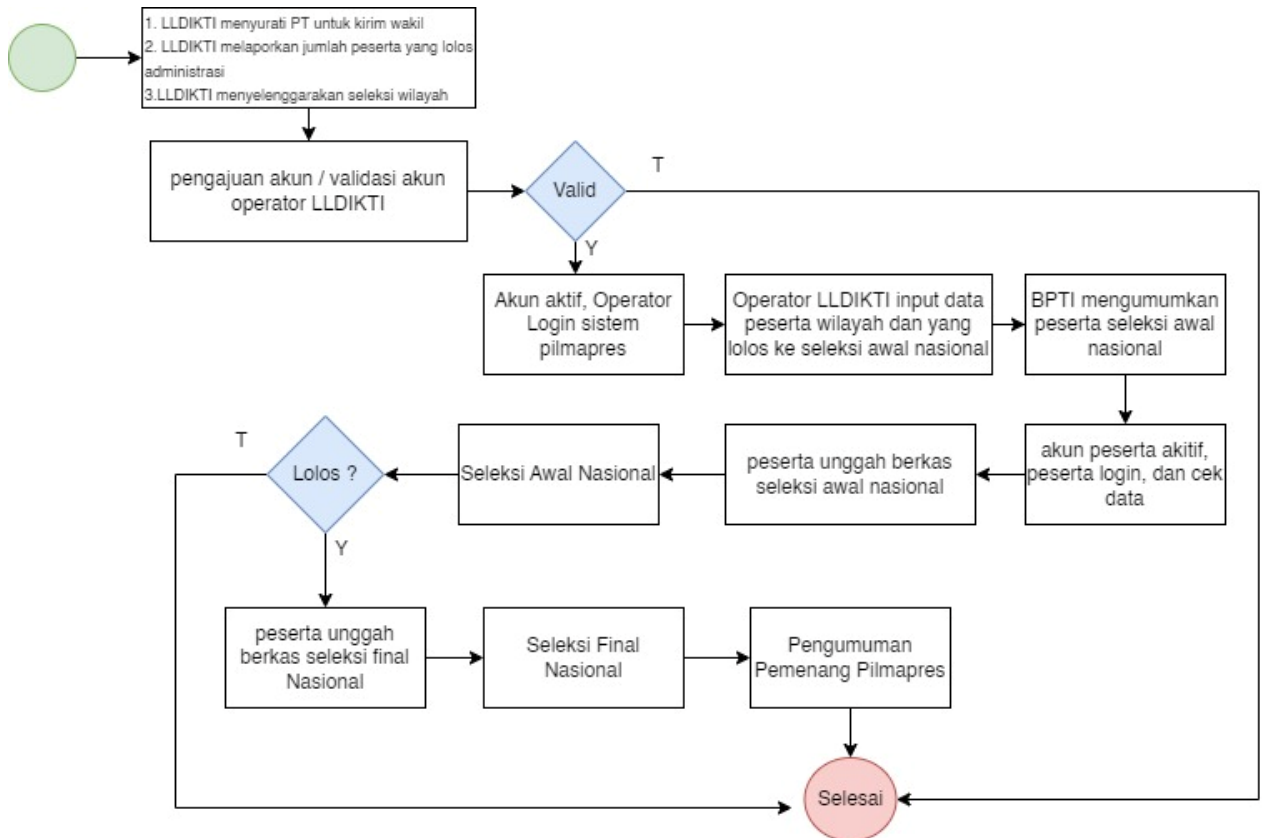 1. LLDIKTI menyurati PT untuk kirim wakil
2. LLDIKTI melaporkan jumlah peserta yang lolos
administrasi
3.LLDIKTI menyelenggarakan seleksi wilayah
pengajuan akun / validasi akun
operator LLDIKTI
Valid
T
Y
Akun aktif, Operator
Login sistem
pilmapres
Operator LLDIKTI input data
peserta wilayah dan yang
lolos ke seleksi awal nasional
BPTI mengumumkan
peserta seleksi awal
nasional
akun peserta akitif,
peserta login, dan cek
data
peserta unggah berkas
seleksi awal nasional
Seleksi Awal Nasional
Lolos ?
T
Y
peserta unggah
berkas seleksi final
Nasional
Seleksi Final
Nasional
Pengumuman
Pemenang Pilmapres
Selesai